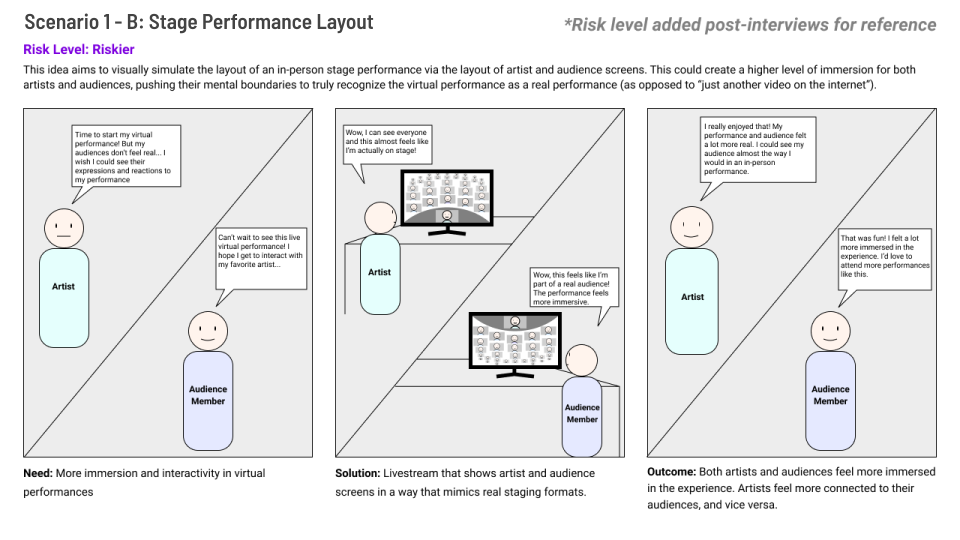 Scenario 1 - B: Stage Performance Layout
*Risk level added post-interviews for reference
Risk Level: Riskier
This idea aims to visually simulate the layout of an in-person stage performance via the layout of artist and audience screens. This could create a higher level of immersion for both
artists and audiences, pushing their mental boundaries to truly recognize the virtual performance as a real performance (as opposed to “just another video on the internet”).
Time to start my virtual
performance! But my
audiences don't feel real... I
wish I could see their
expressions and reactions to
my performance
Artist
Can't wait to see this live
virtual performance! I
hope I get to interact with
my favorite artist...
Audience
Member
Need: More immersion and interactivity in virtual
performances
Wow, I can see everyone
and this almost feels like
I'm actually on stage!
Artist
Wow, this feels like I'm
part of a real audience!
The performance feels
more immersive.
Audience
Member
Solution: Livestream that shows artist and audience
screens in a way that mimics real staging formats.
I really enjoyed that! My
performance and audience felt
a lot more real. I could see my
audience almost the way I
would in an in-person
performance.
Artist
That was fun! I felt a lot
more immersed in the
experience. I'd love to
attend more performances
like this.
Audience
Member
Outcome: Both artists and audiences feel more immersed
in the experience. Artists feel more connected to their
audiences, and vice versa.